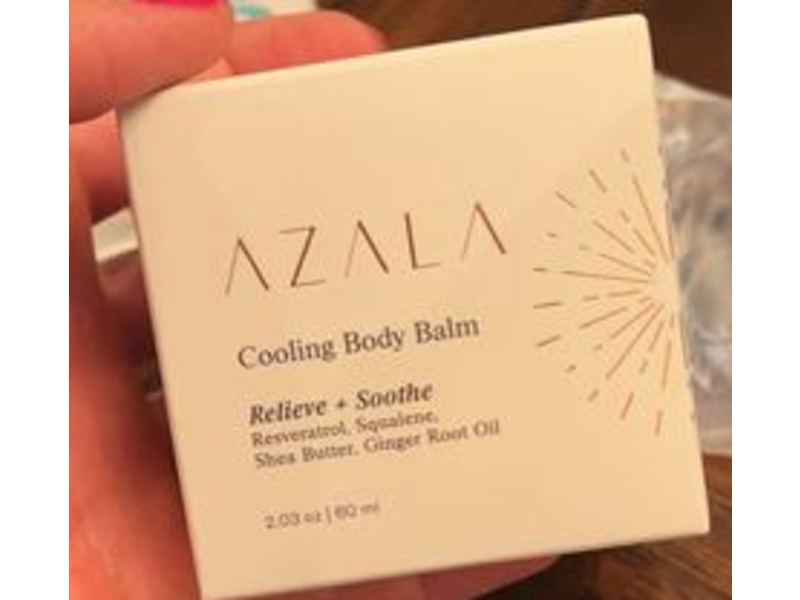 AZALA
Cooling Body Balm
Relieve + Soothe
Resveratrol, Squalene,
Shea Butter, Ginger Root Oil
2.03 oz | 60 ml